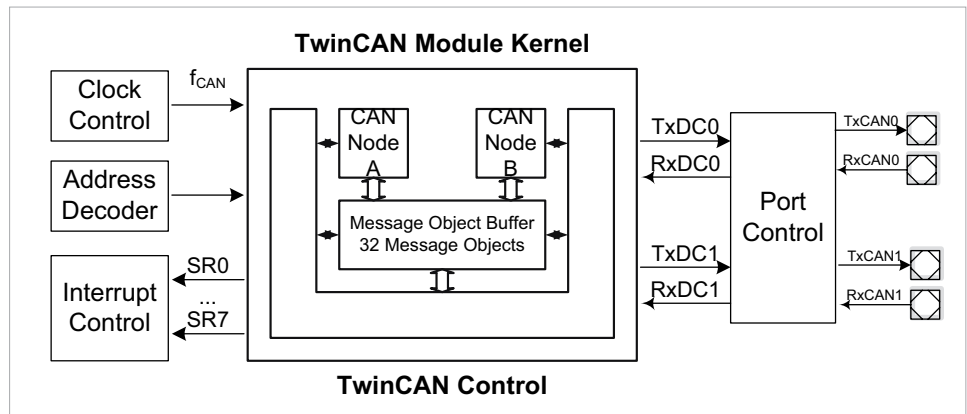 TwinCAN Module Kernel
Clock
Control
fCAN
Address
Decoder
Interrupt
Control
SR0
...
SR7
CAN
Node
A
CAN
Node
B
Message Object Buffer
32 Message Objects
TxDC0
RxDC0
TxDC1
RxDC1
Port
Control
TxCAN0
RxCAN0
TxCAN1
RxCAN1
TwinCAN Control